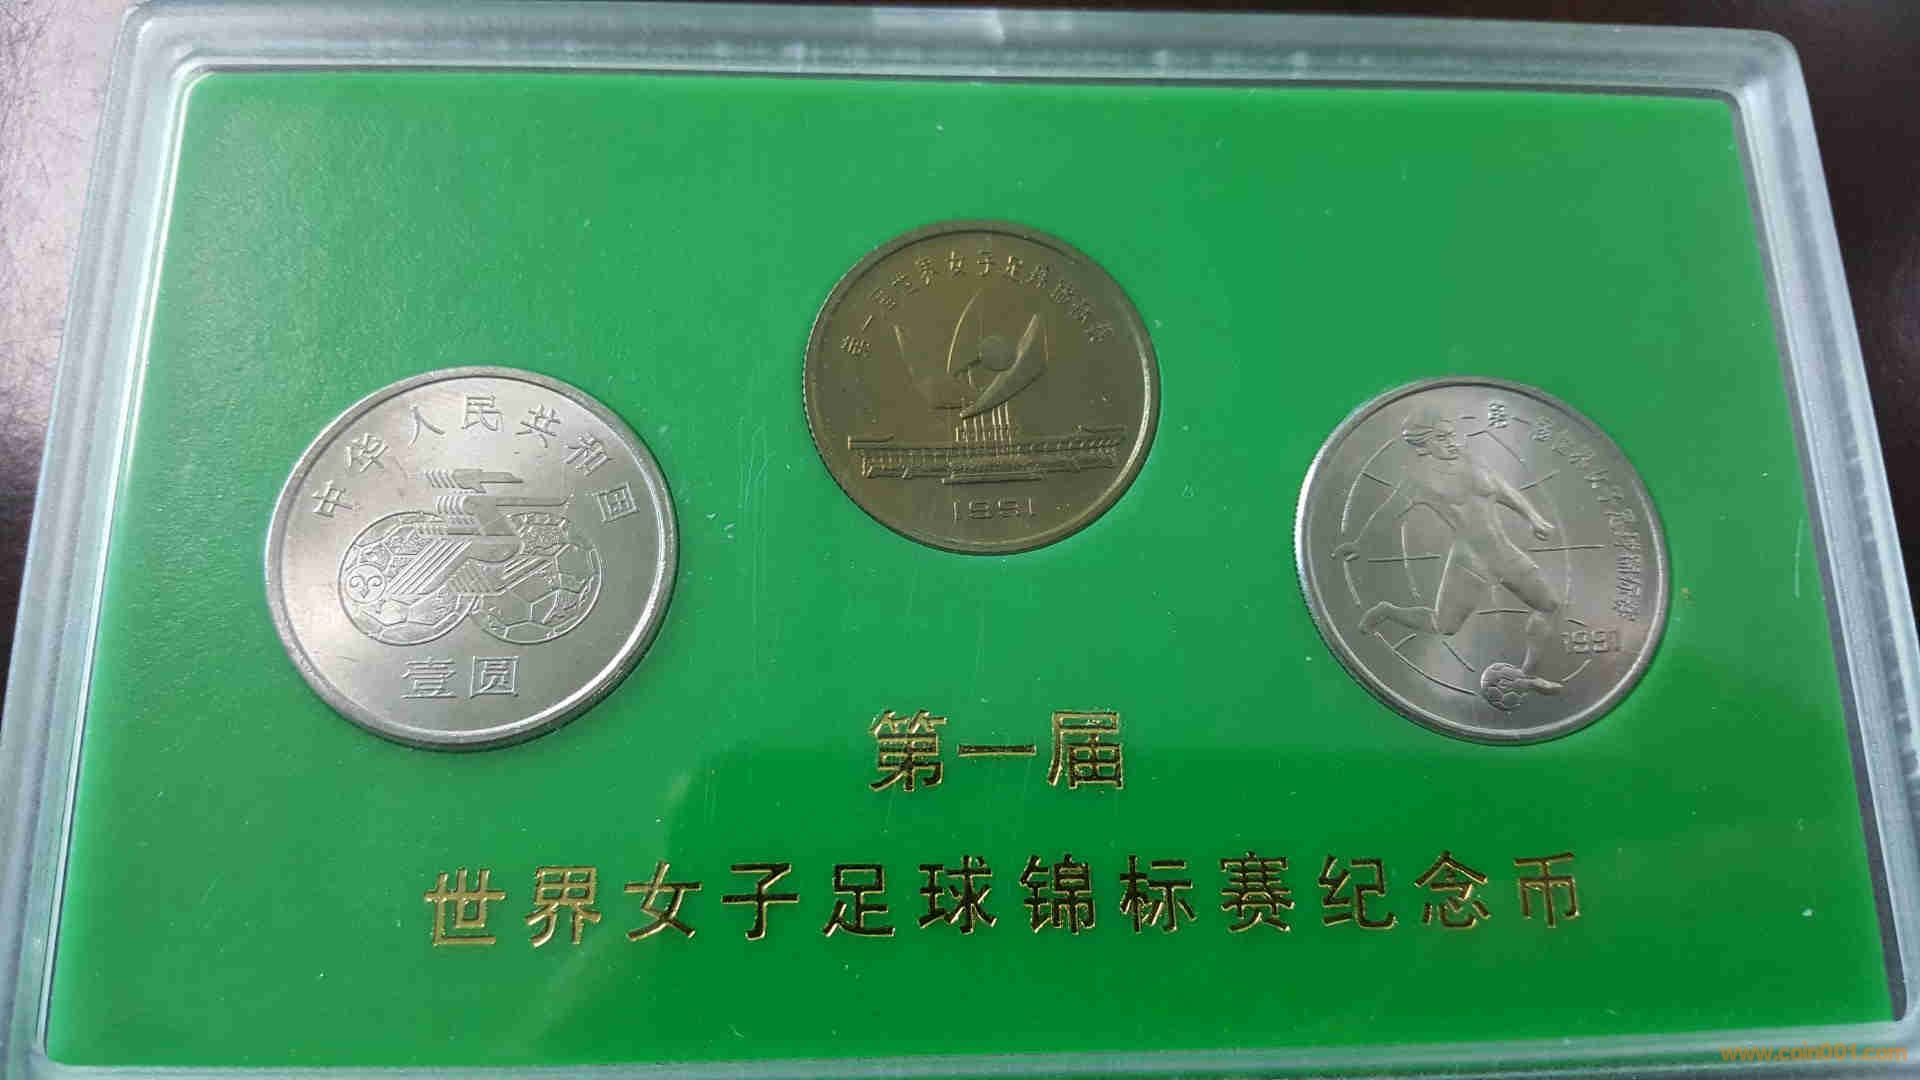 第一届世界女子足球锦标赛
1991
中华人民共和国
壹圆
第一届世界女子足球锦标赛
1991
第一届
世界女子足球锦标赛纪念币
www.coin001.com